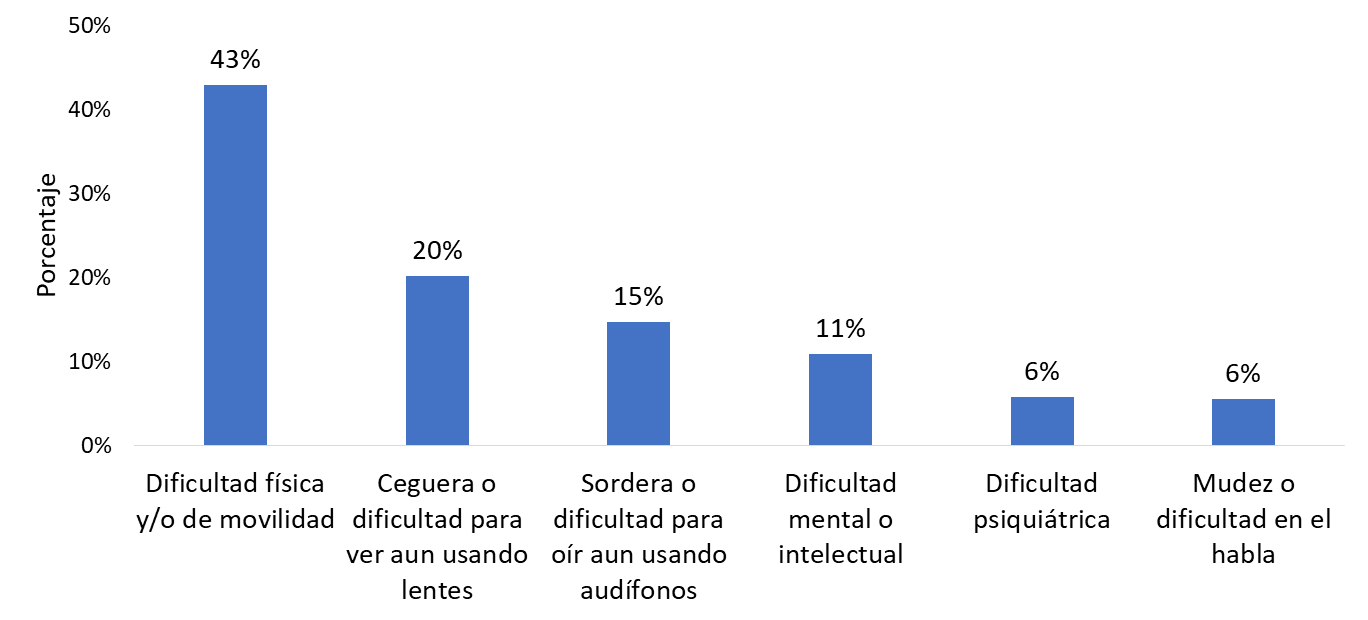 50%
43%
40%
30%
Porcentaje
20%
20%
15%
11%
10%
6%
6%
0%
Dificultad física
y/o de movilidad
Ceguera o
dificultad para
ver aun usando
lentes
Sordera o
dificultad para
oír aun usando
audífonos
Dificultad
mental o
intelectual
Dificultad
psiquiátrica
Mudez o
dificultad en el
habla